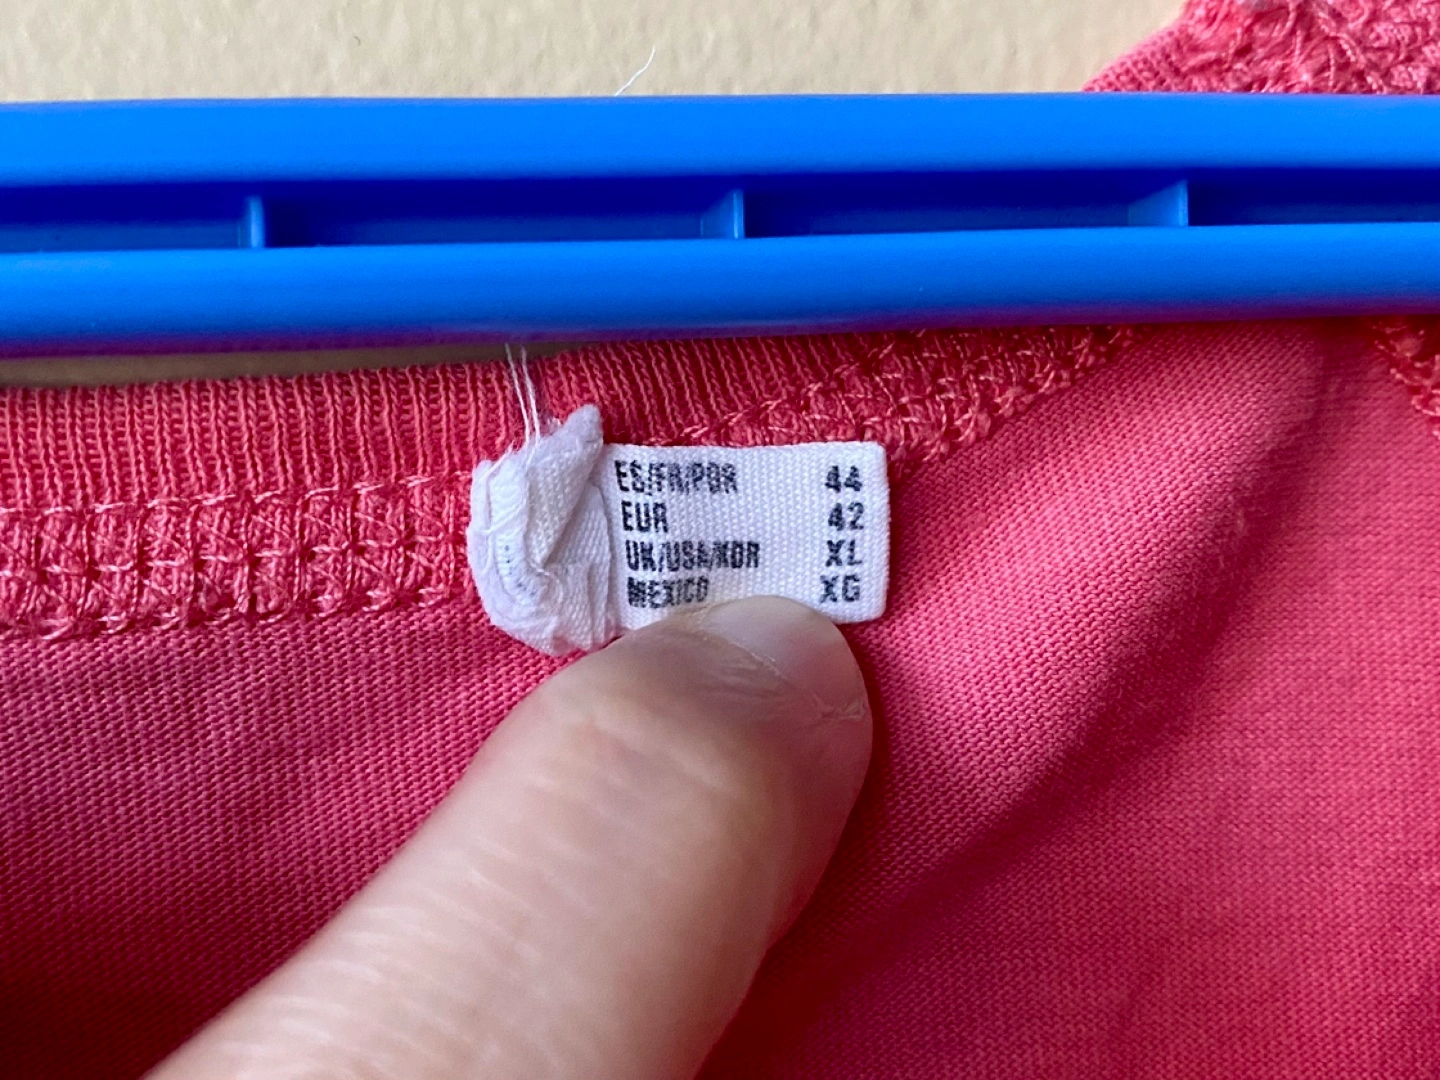 ES/FR/POR 44
EUR 42
UK/USA/KOR XL
MEXICO XG